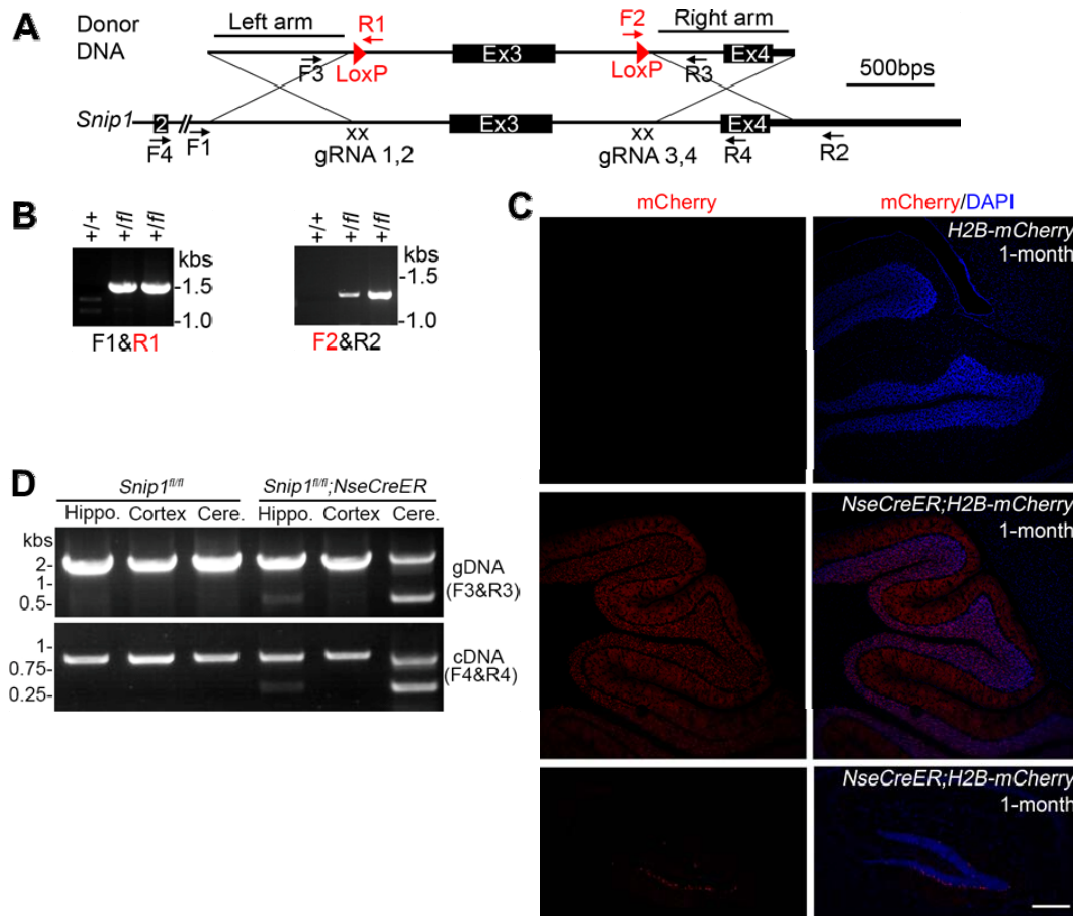 A
Donor
DNA
Left arm
R1
F2
Right arm
F3
LoxP
Ex3
LoxP
R3
Ex4
500bps
Snip1
2
F4
F1
xx
gRNA 1,2
Ex3
xx
gRNA 3,4
Ex4
R4
R2
B
+/+
+/fl
+/fl
kbs
-1.5
-1.0
F1&R1
+/+
+/fl
+/fl
kbs
-1.5
-1.0
F2&R2
C
mCherry
mCherry/DAPI
H2B-mCherry
1-month
NseCreER;H2B-mCherry
1-month
NseCreER;H2B-mCherry
1-month
D
Snip1fl/fl
Snip1fl/fl;NseCreER
Hippo. Cortex Cere. Hippo. Cortex Cere.
kbs
2-
1-
0.5-
gDNA
(F3&R3)
1-
0.75-
0.25-
cDNA
(F4&R4)